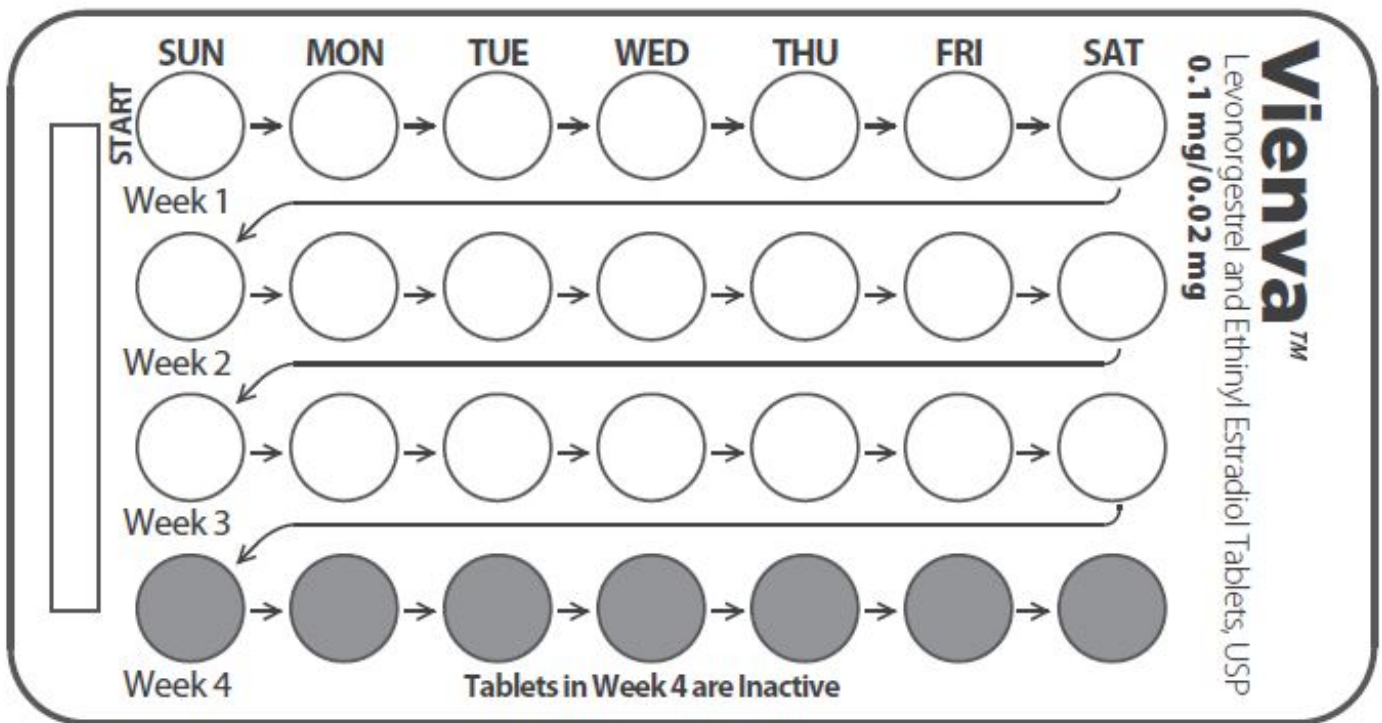 SUN MON TUE WED THU FRI SAT
START
Week 1
Week 2
Week 3
Week 4
Tablets in Week 4 are Inactive
Vienva™
Levonorgestrel and Ethinyl Estradiol Tablets, USP
0.1 mg/0.02 mg